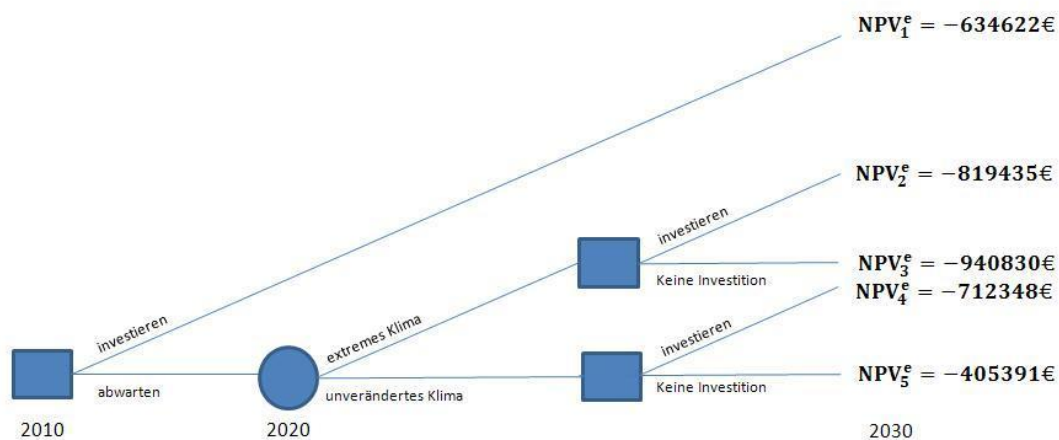 NPV₁ᵉ = −634622€
NPV₂ᵉ = −819435€
investieren
NPV₃ᵉ = −940830€
Keine Investition
NPV₄ᵉ = −712348€
investieren
extremes Klima
investieren
NPV₅ᵉ = −405391€
Keine Investition
abwarten
unverändertes Klima
2010
2020
2030